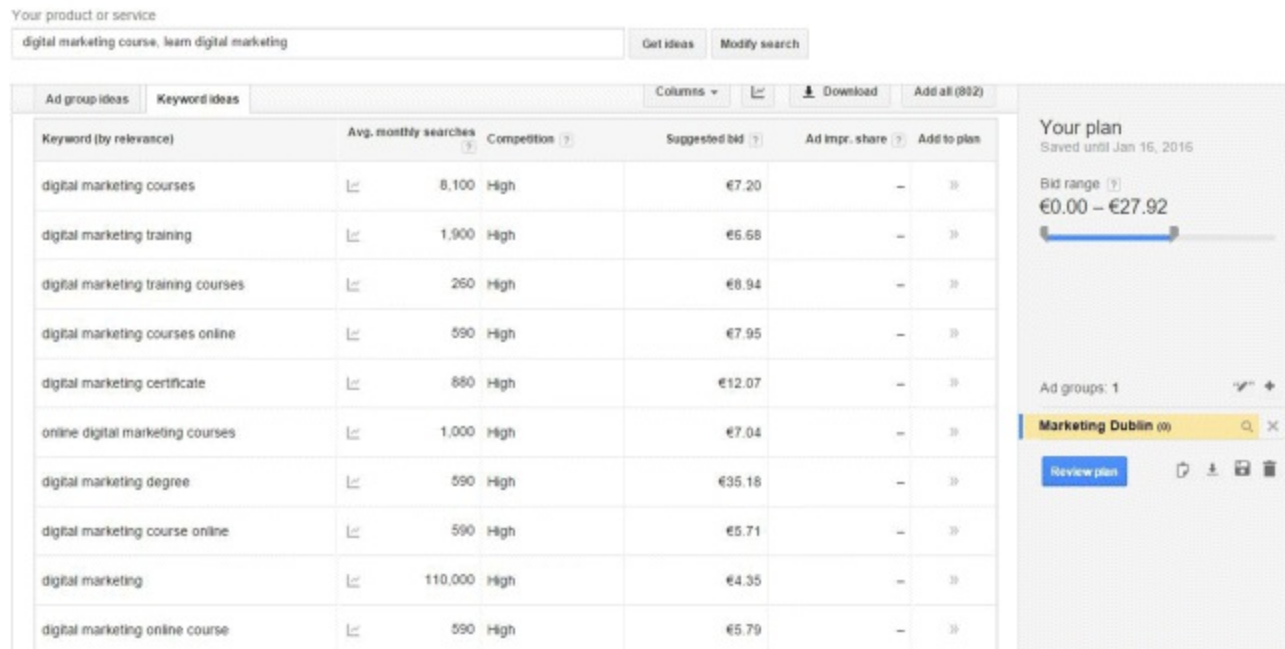 Your product or service
digital marketing course, learn digital marketing
Get ideas Modify search
Ad group ideas Keyword ideas Columns Download Add all (802)
Keyword (by relevance) Avg. monthly searches ? Competition ? Suggested bid ? Ad impr. share ? Add to plan
digital marketing courses 8,100 High €7.20 – »
digital marketing training 1,900 High €6.68 – »
digital marketing training courses 260 High €8.94 – »
digital marketing courses online 590 High €7.95 – »
digital marketing certificate 880 High €12.07 – »
online digital marketing courses 1,000 High €7.04 – »
digital marketing degree 590 High €35.18 – »
digital marketing course online 590 High €5.71 – »
digital marketing 110,000 High €4.35 – »
digital marketing online course 590 High €5.79 – »
Your plan
Saved until Jan 16, 2016
Bid range ?
€0.00 – €27.92
Ad groups: 1
Marketing Dublin (0)
Review plan